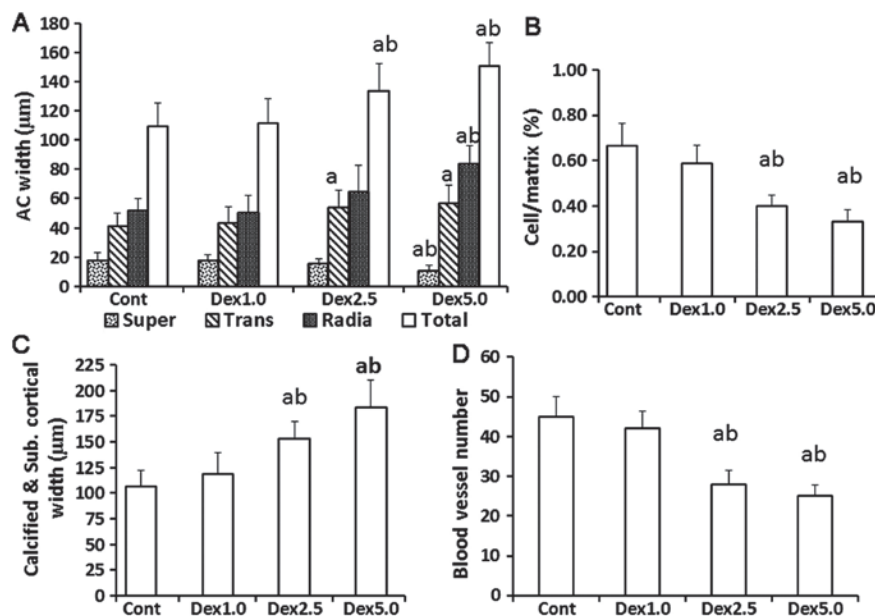 A
AC width (µm)
180
160
140
120
100
80
60
40
20
0
a
a
ab
ab
ab
ab
Cont Dex1.0 Dex2.5 Dex5.0
Super Trans Radia Total
B
Cell/matrix (%)
1.00
0.80
0.60
0.40
0.20
0.00
ab
ab
Cont Dex1.0 Dex2.5 Dex5.0
C
Calcified & Sub. cortical
width (µm)
225
200
175
150
125
100
75
50
25
0
ab
ab
Cont Dex1.0 Dex2.5 Dex5.0
D
Blood vessel number
60
50
40
30
20
10
0
ab
ab
Cont Dex1.0 Dex2.5 Dex5.0